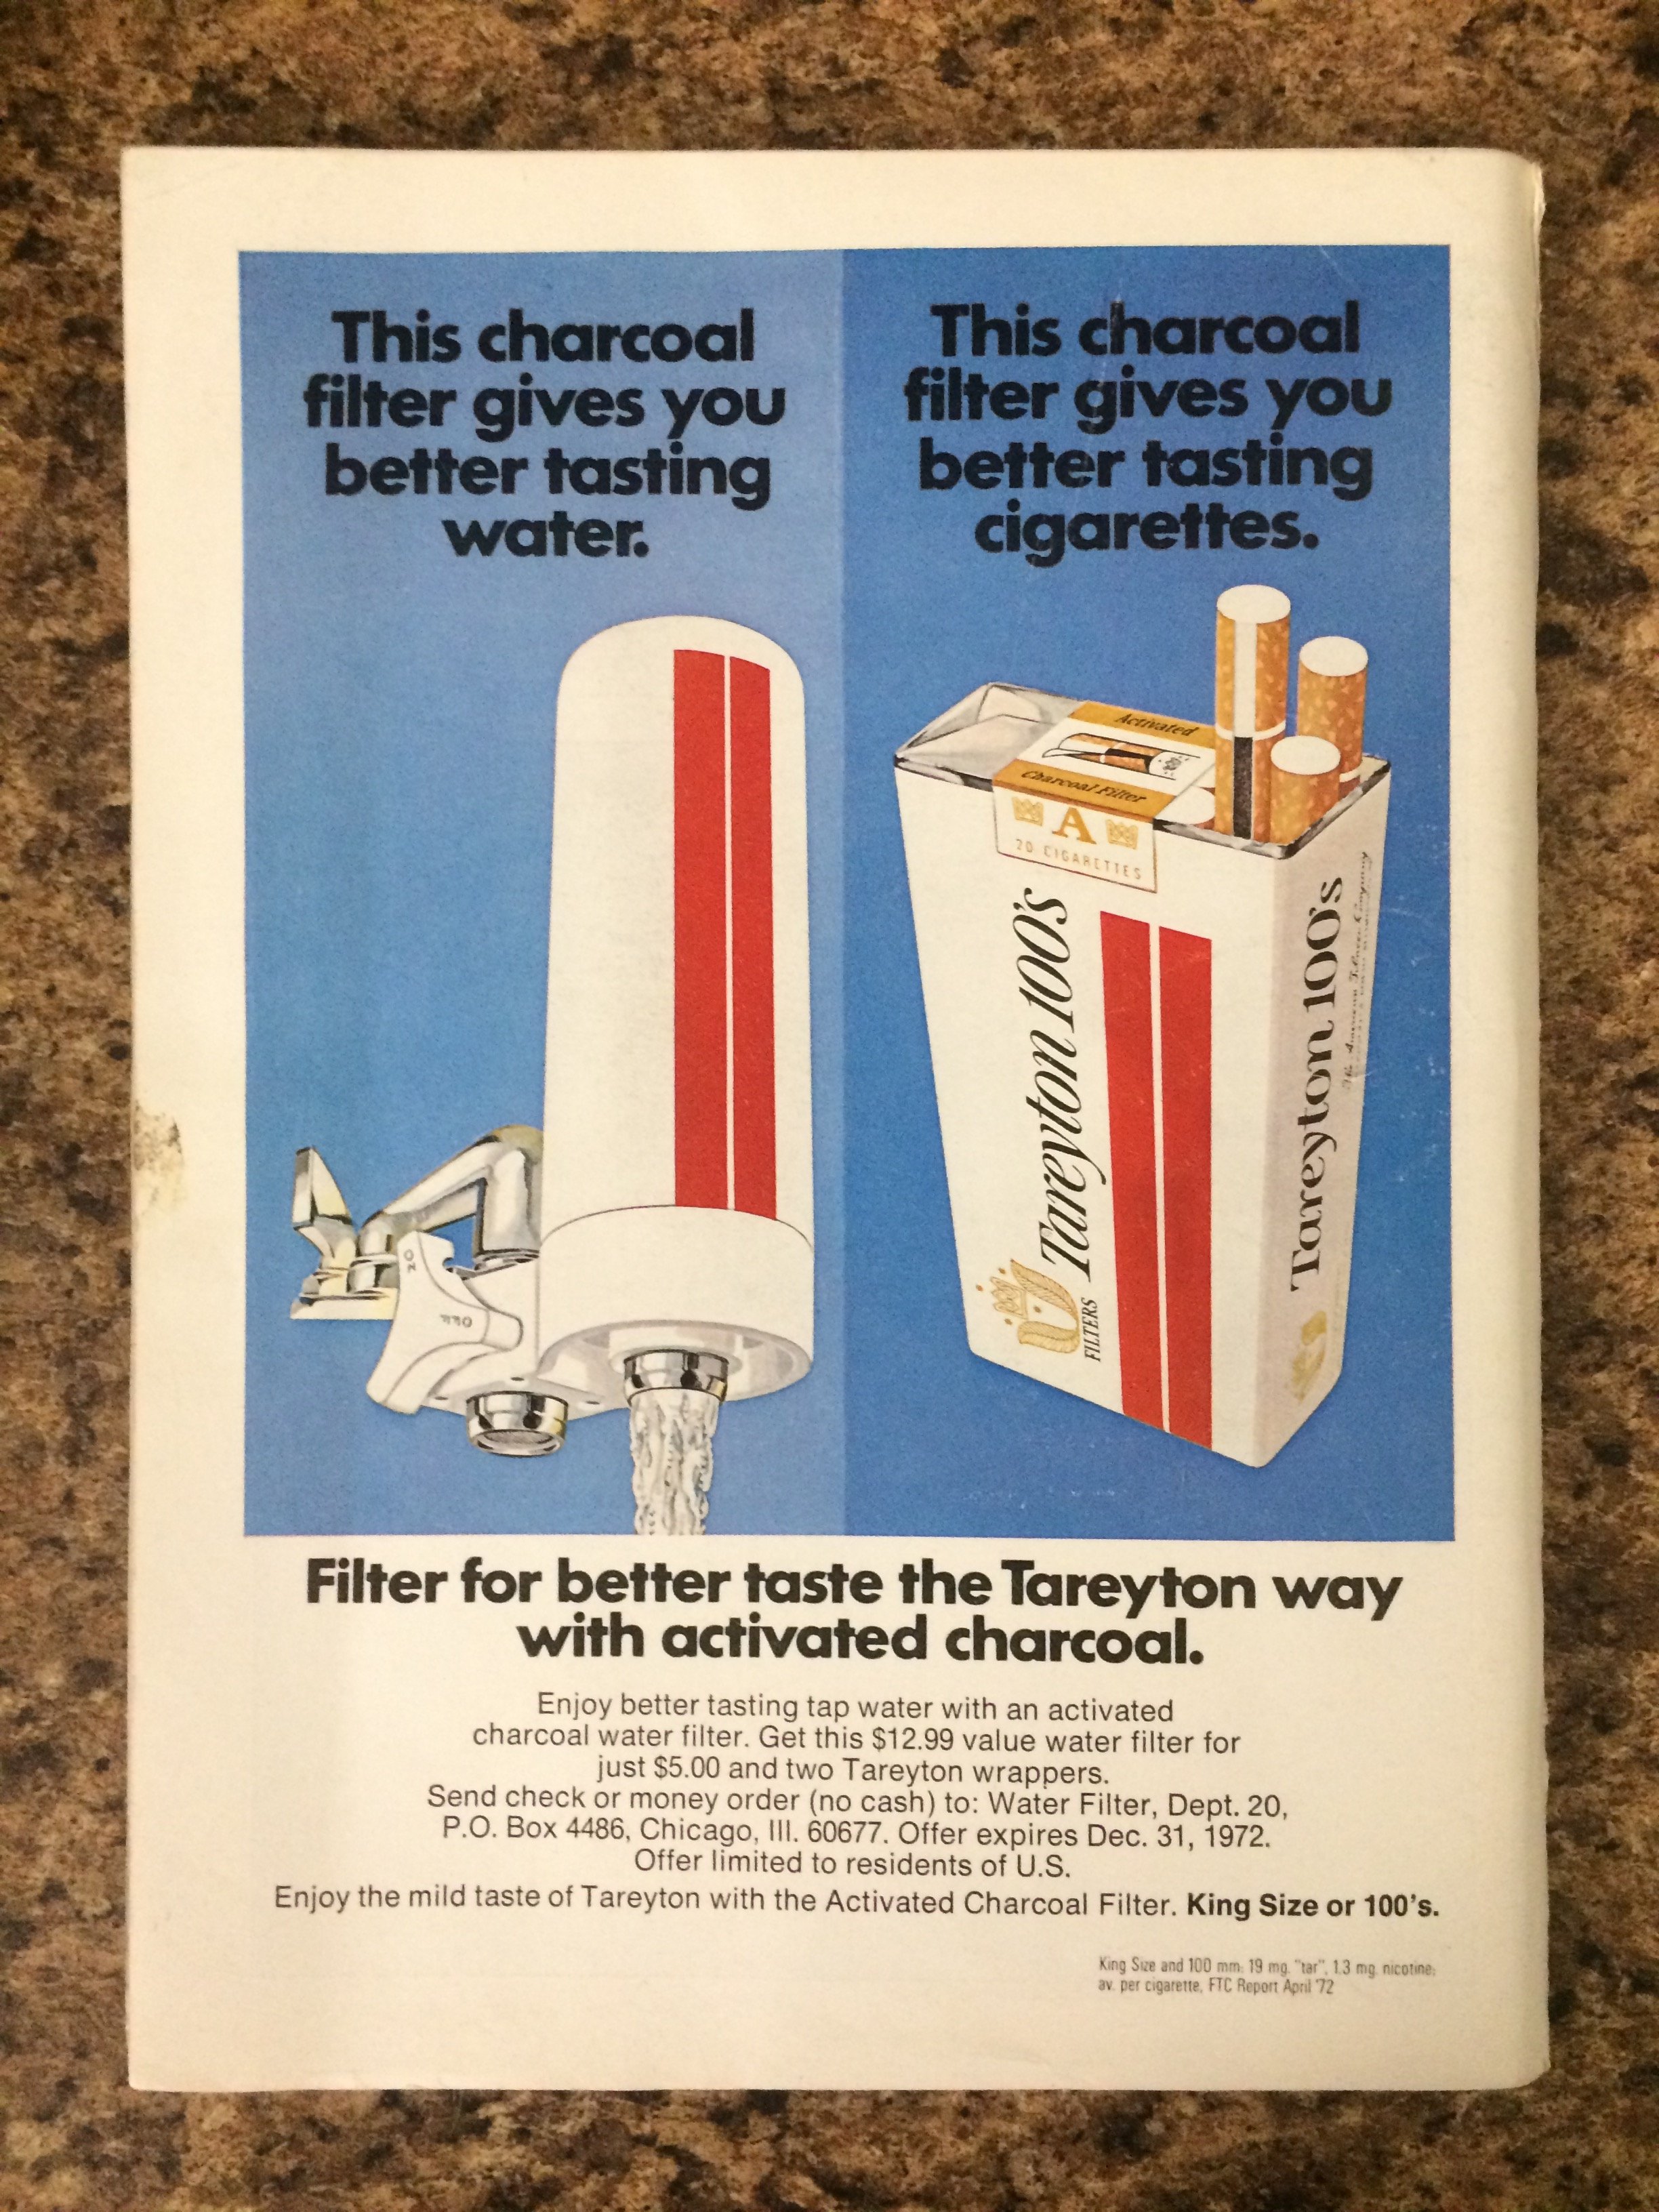 This charcoal
filter gives you
better tasting
water.
This charcoal
filter gives you
better tasting
cigarettes.
Activated
Charcoal Filter
A
20 CIGARETTES
Tareyton 100's
FILTERS
Tareyton 100's
The American Tobacco Company
ON
OFF
Filter for better taste the Tareyton way
with activated charcoal.
Enjoy better tasting tap water with an activated
charcoal water filter. Get this $12.99 value water filter for
just $5.00 and two Tareyton wrappers.
Send check or money order (no cash) to: Water Filter, Dept. 20,
P.O. Box 4486, Chicago, Ill. 60677. Offer expires Dec. 31, 1972.
Offer limited to residents of U.S.
Enjoy the mild taste of Tareyton with the Activated Charcoal Filter. King Size or 100's.
King Size and 100 mm: 19 mg. "tar", 1.3 mg. nicotine;
av. per cigarette, FTC Report April '72